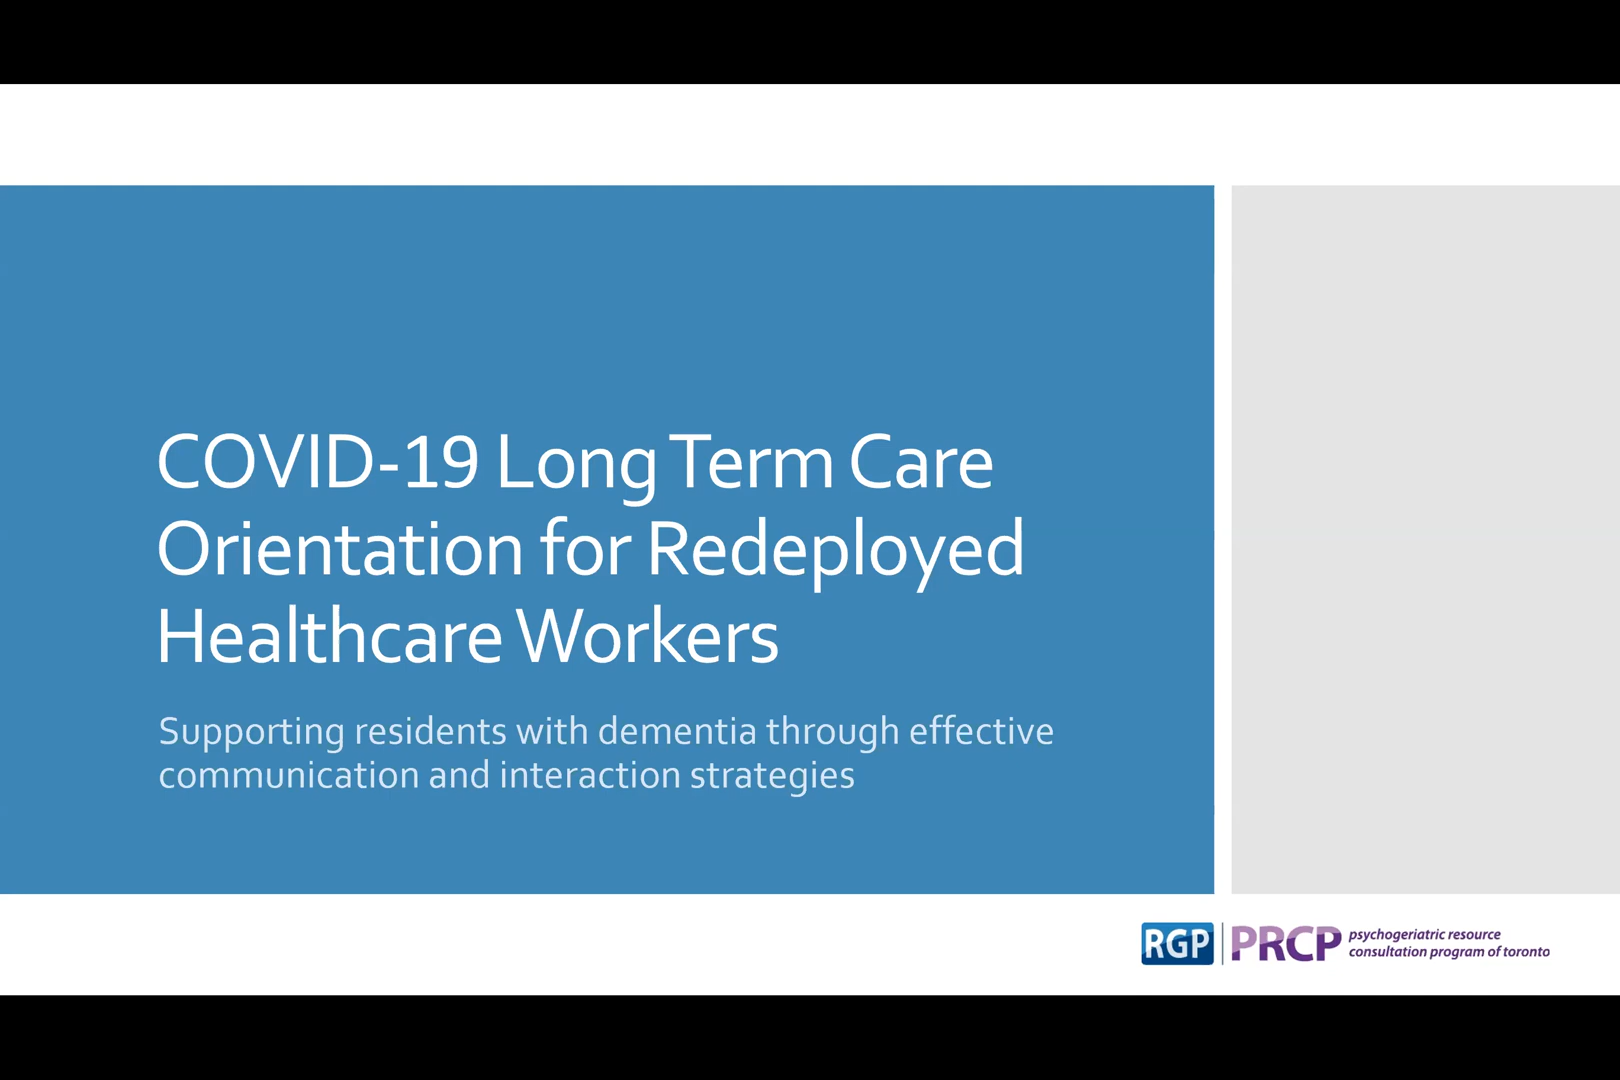 COVID-19 Long Term Care
Orientation for Redeployed
Healthcare Workers
Supporting residents with dementia through effective
communication and interaction strategies
RGP
PRCP
psychogeriatric resource
consultation program of toronto